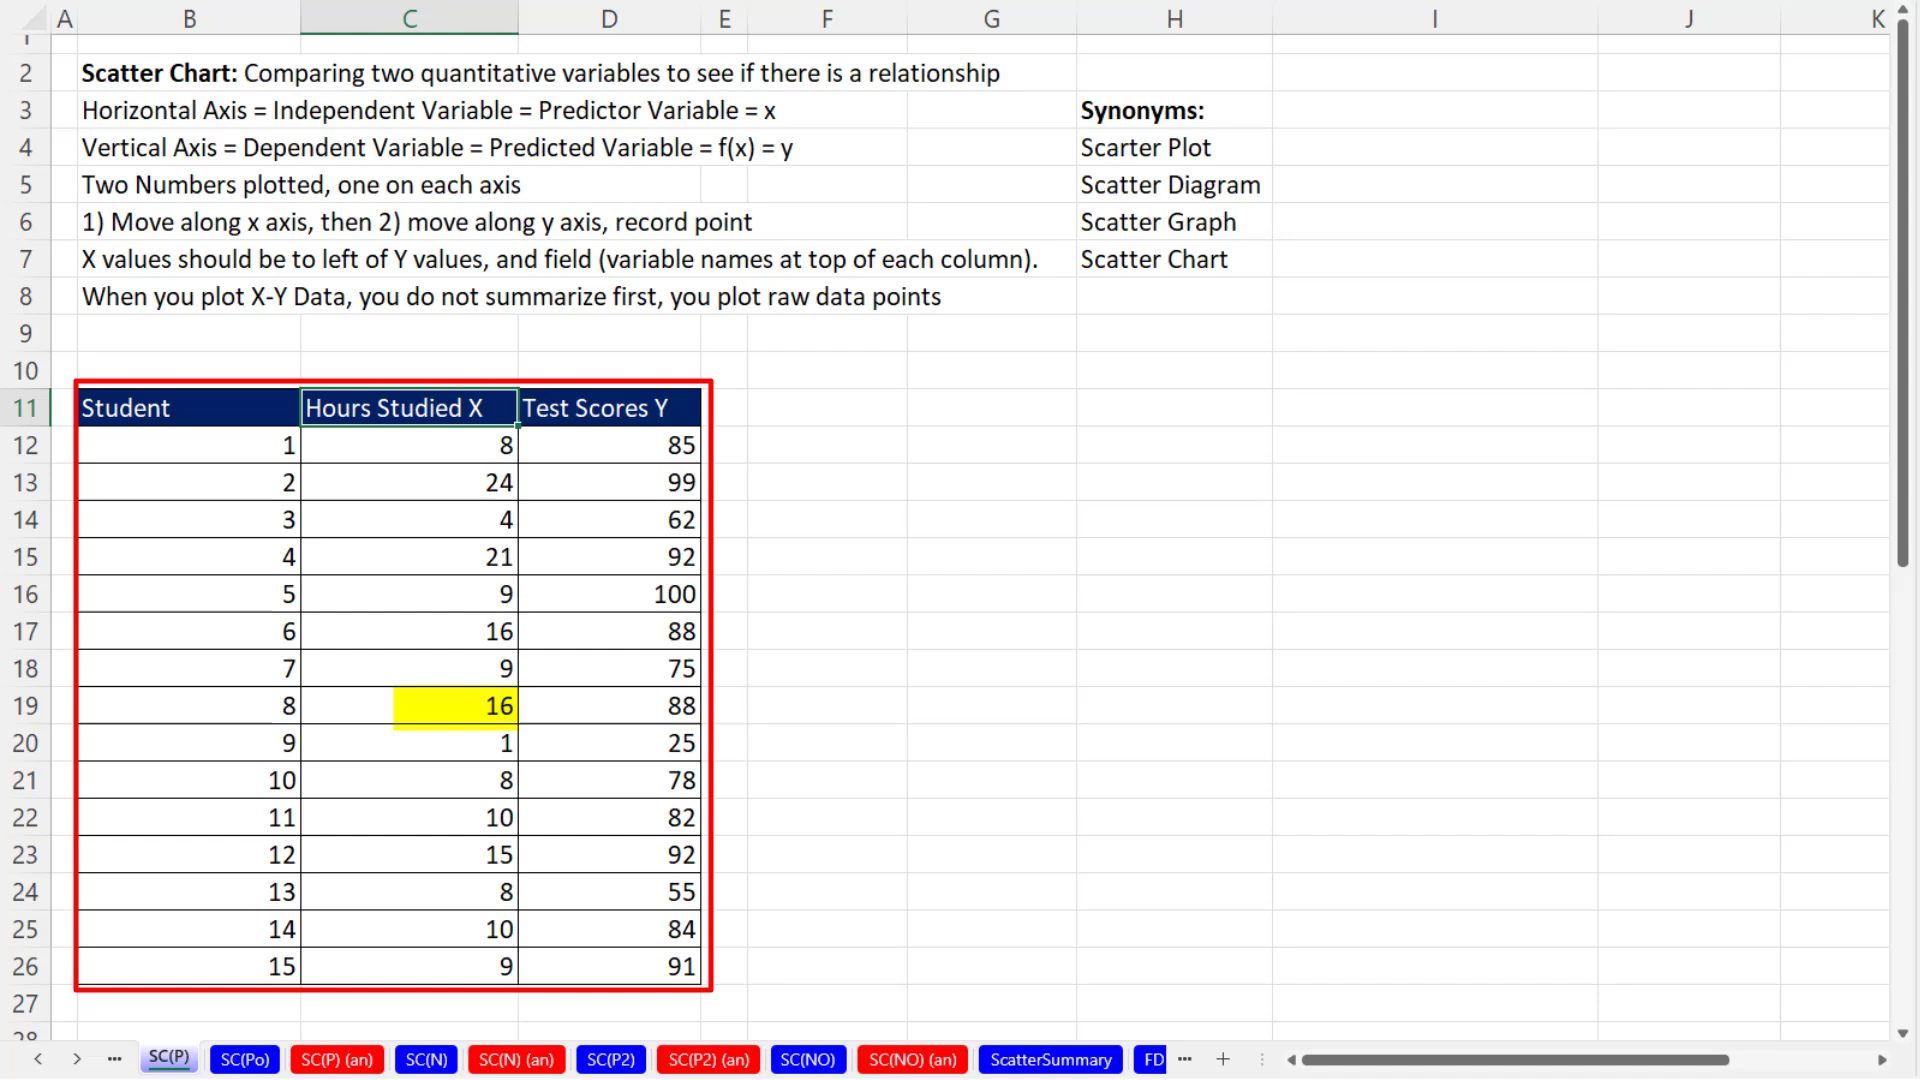 A B C D E F G H I J K
2 Scatter Chart: Comparing two quantitative variables to see if there is a relationship
3 Horizontal Axis = Independent Variable = Predictor Variable = x Synonyms:
4 Vertical Axis = Dependent Variable = Predicted Variable = f(x) = y Scarter Plot
5 Two Numbers plotted, one on each axis Scatter Diagram
6 1) Move along x axis, then 2) move along y axis, record point Scatter Graph
7 X values should be to left of Y values, and field (variable names at top of each column). Scatter Chart
8 When you plot X-Y Data, you do not summarize first, you plot raw data points
9
10
11 Student Hours Studied X Test Scores Y
12 1 8 85
13 2 24 99
14 3 4 62
15 4 21 92
16 5 9 100
17 6 16 88
18 7 9 75
19 8 16 88
20 9 1 25
21 10 8 78
22 11 10 82
23 12 15 92
24 13 8 55
25 14 10 84
26 15 9 91
27
28
SC(P) SC(Po) SC(P) (an) SC(N) SC(N) (an) SC(P2) SC(P2) (an) SC(NO) SC(NO) (an) ScatterSummary FD